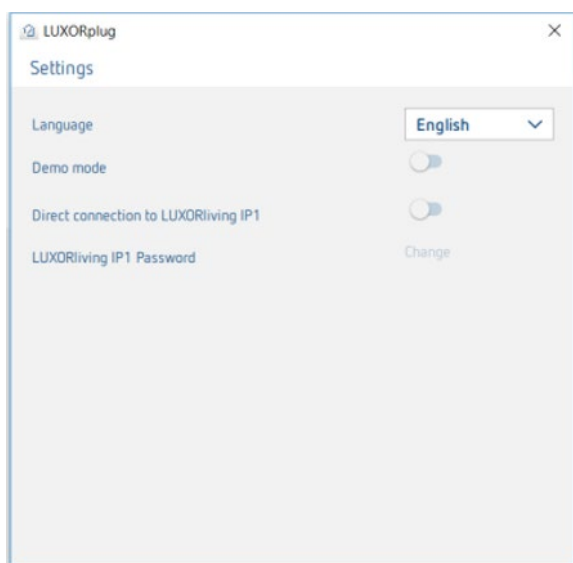 LUXORplug
Settings
Language English
Demo mode
Direct connection to LUXORliving IP1
LUXORliving IP1 Password Change